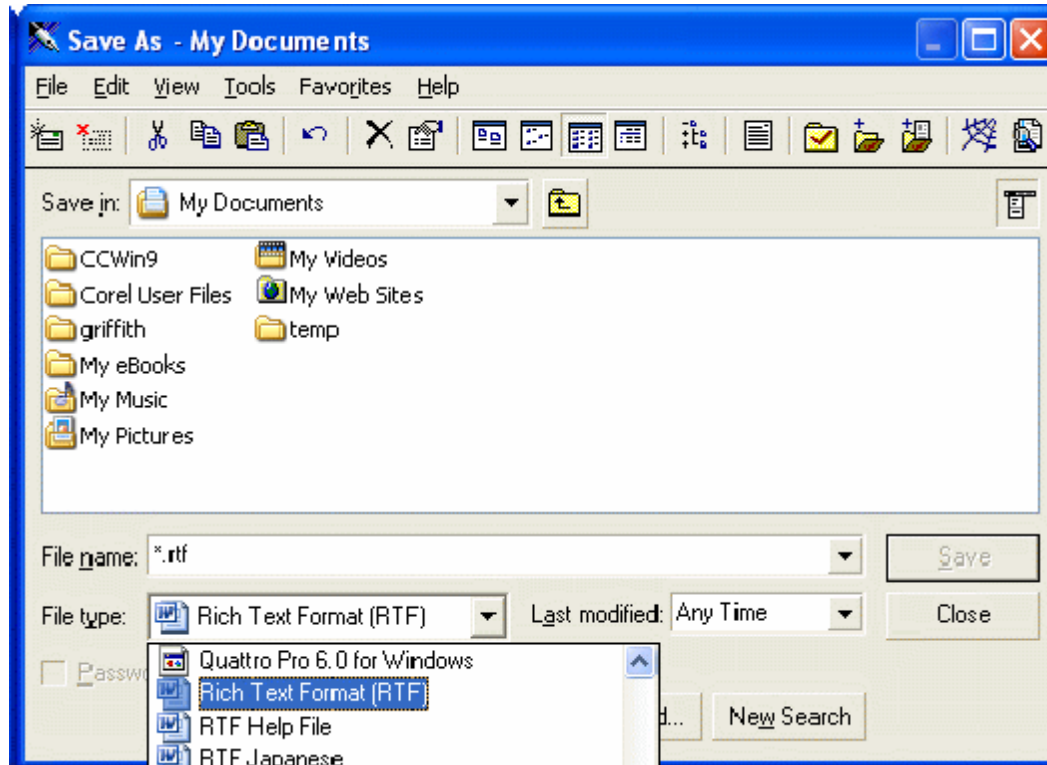 Save As - My Documents
File Edit View Tools Favorites Help
Save in: My Documents
CCWin9 My Videos
Corel User Files My Web Sites
griffith temp
My eBooks
My Music
My Pictures
File name: *.rtf Save
File type: Rich Text Format (RTF) Last modified: Any Time Close
Quattro Pro 6.0 for Windows
Rich Text Format (RTF)
RTF Help File New Search
RTF Japanese